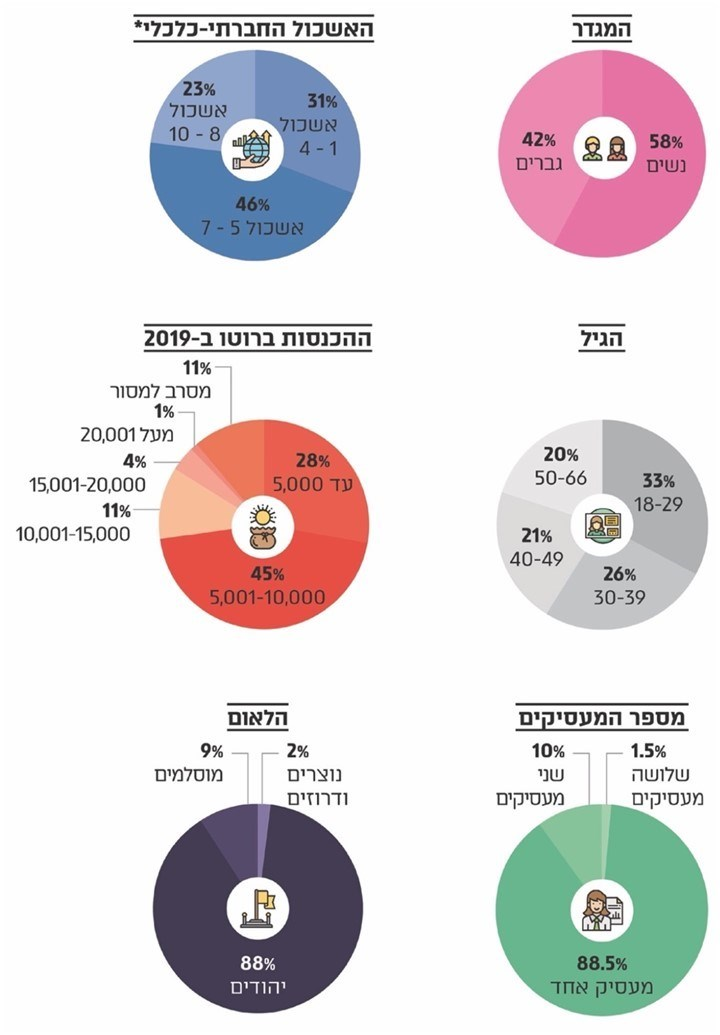 המגדר
58%
נשים
42%
גברים
האשכול החברתי-כלכלי*
31%
אשכול
1 - 4
46%
אשכול 5 - 7
23%
אשכול
8 - 10
הגיל
33%
18-29
26%
30-39
21%
40-49
20%
50-66
ההכנסות ברוטו ב-2019
28%
עד 5,000
45%
5,001-10,000
11%
10,001-15,000
4%
15,001-20,000
1%
מעל 20,001
11%
מסרב למסור
מספר המעסיקים
1.5%
שלושה
מעסיקים
10%
שני
מעסיקים
88.5%
מעסיק אחד
הלאום
2%
נוצרים
ודרוזים
9%
מוסלמים
88%
יהודים